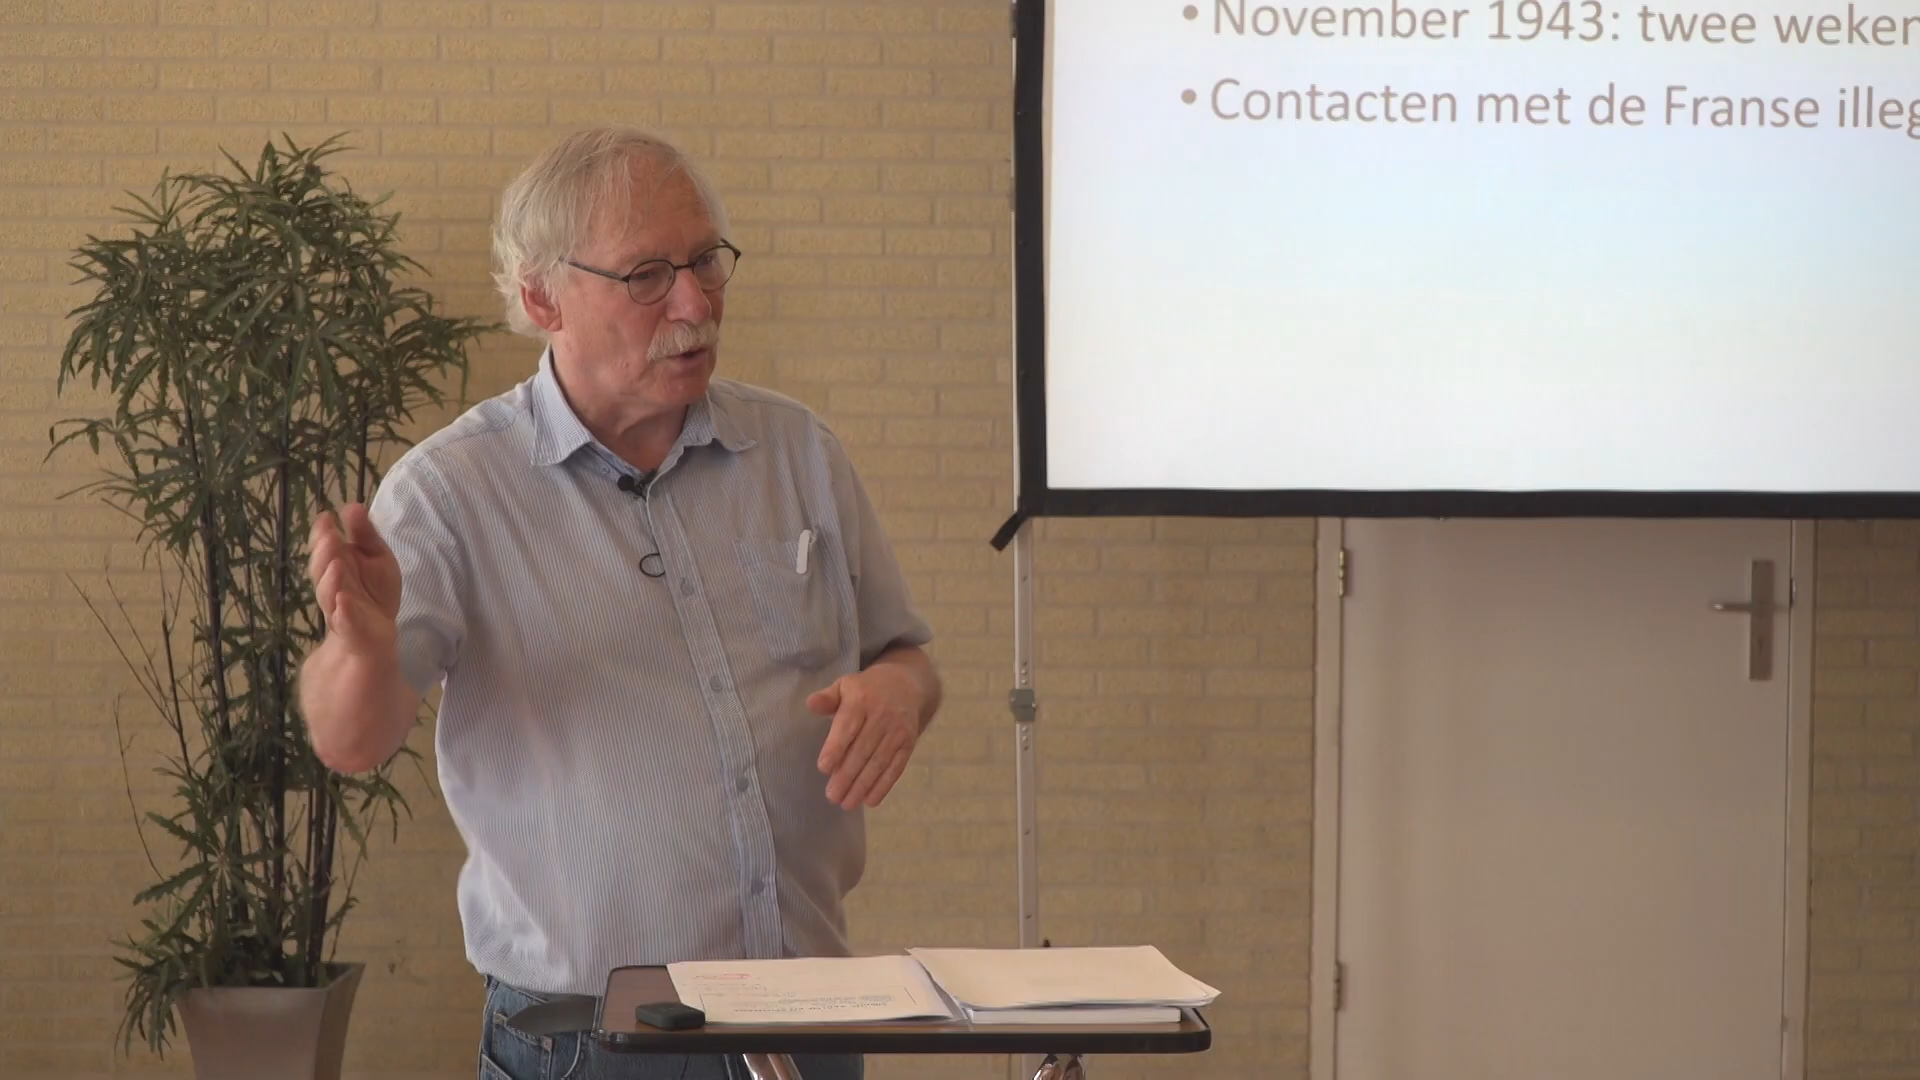 • November 1943: twee weken
• Contacten met de Franse illeg